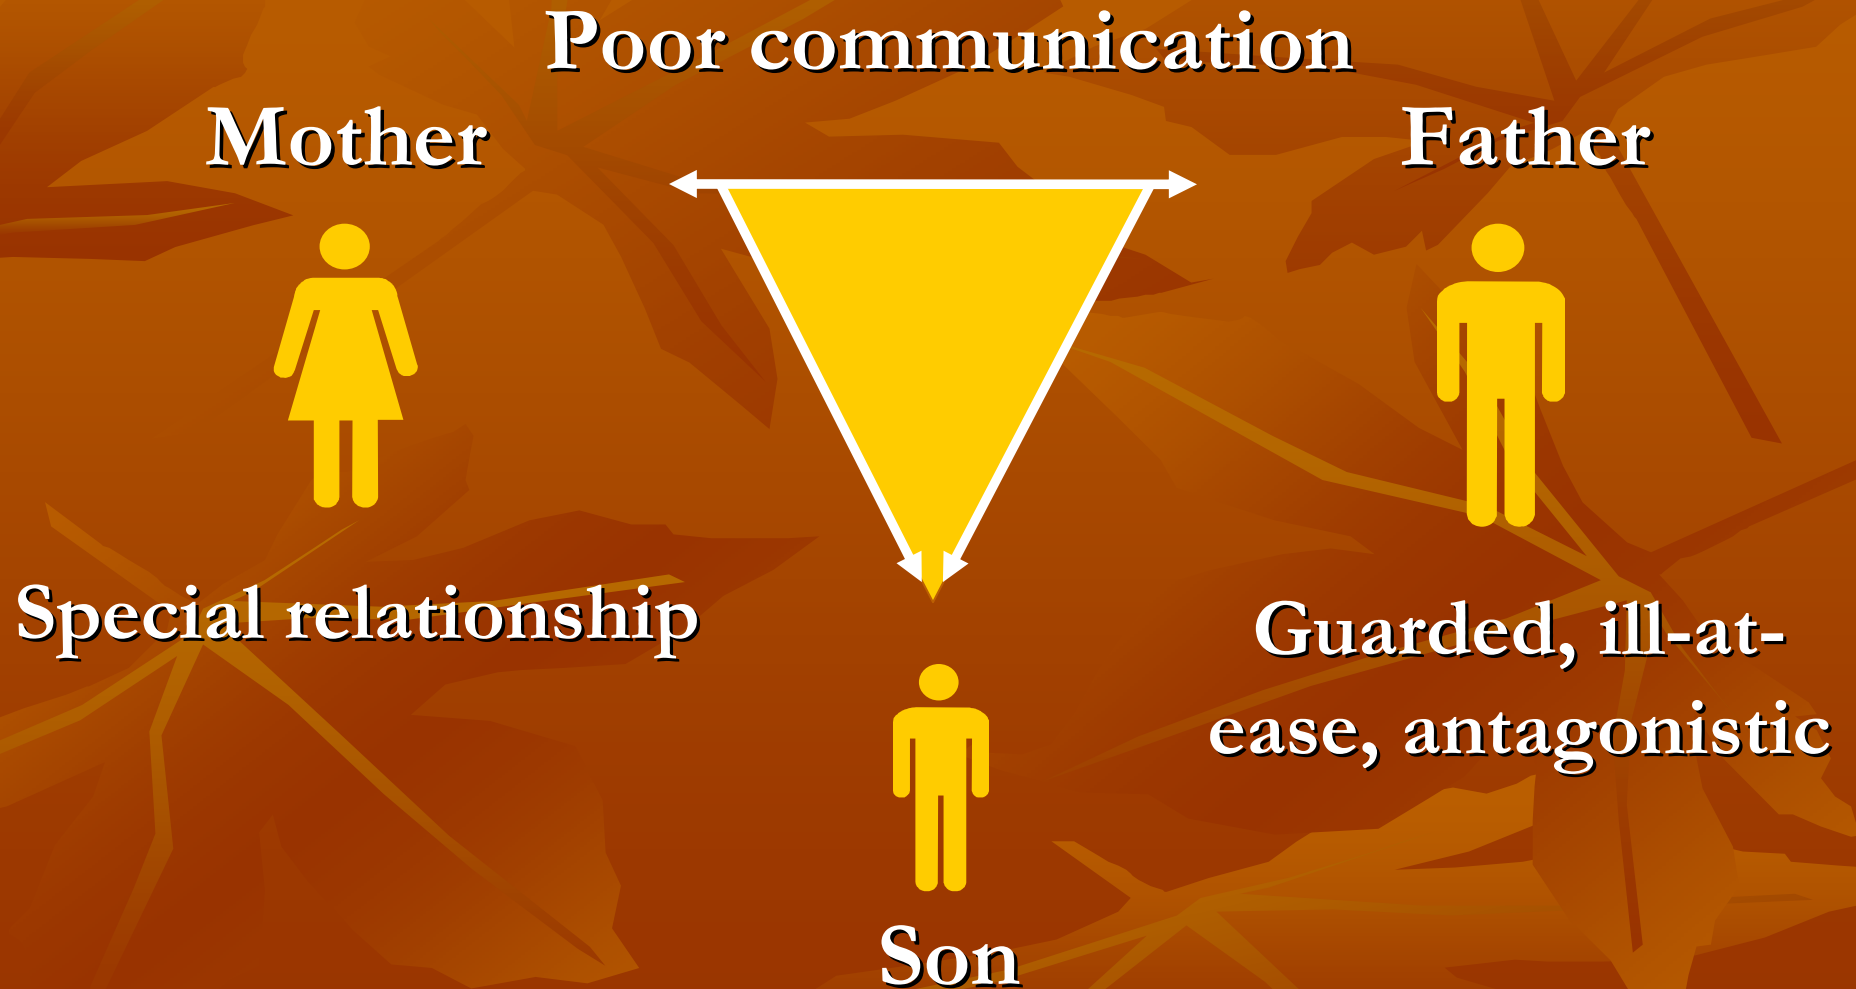 Poor communication
Mother
Father
Special relationship
Guarded, ill-at-
ease, antagonistic
Son